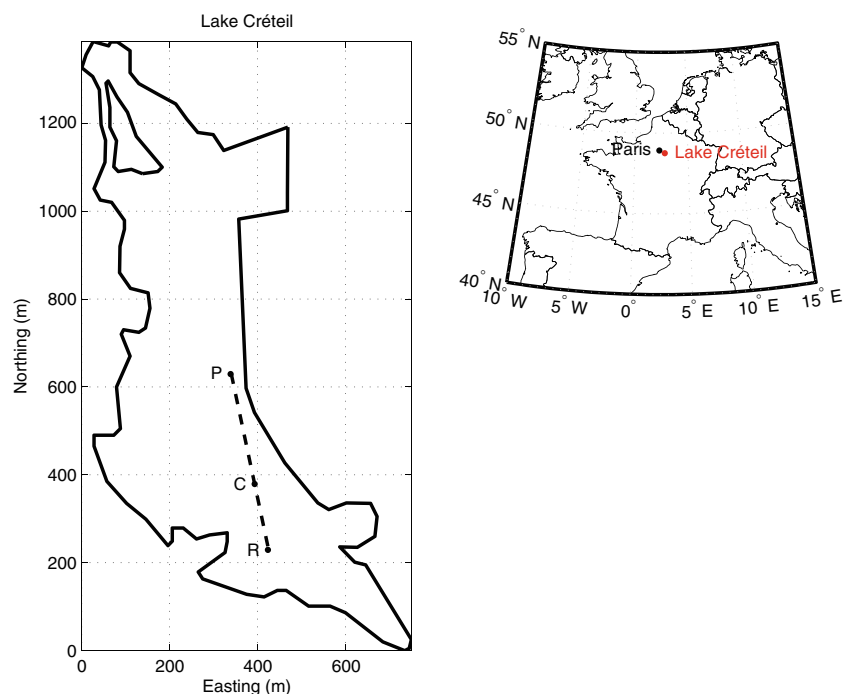 Lake Créteil
Northing (m)
1200
1000
800
600
400
200
0
P
C
R
0
200
400
600
Easting (m)
55° N
50° N
45° N
40° N
Paris
Lake Créteil
10° W
5° W
0°
5° E
10° E
15° E